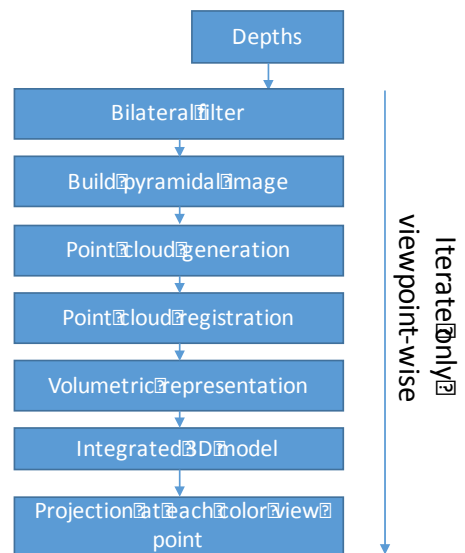 Depths
Bilateral filter
Build pyramidal image
Point cloud generation
Point cloud registration
Volumetric representation
Integrated 3D model
Projection at each color view
point
Iterate only
viewpoint-wise